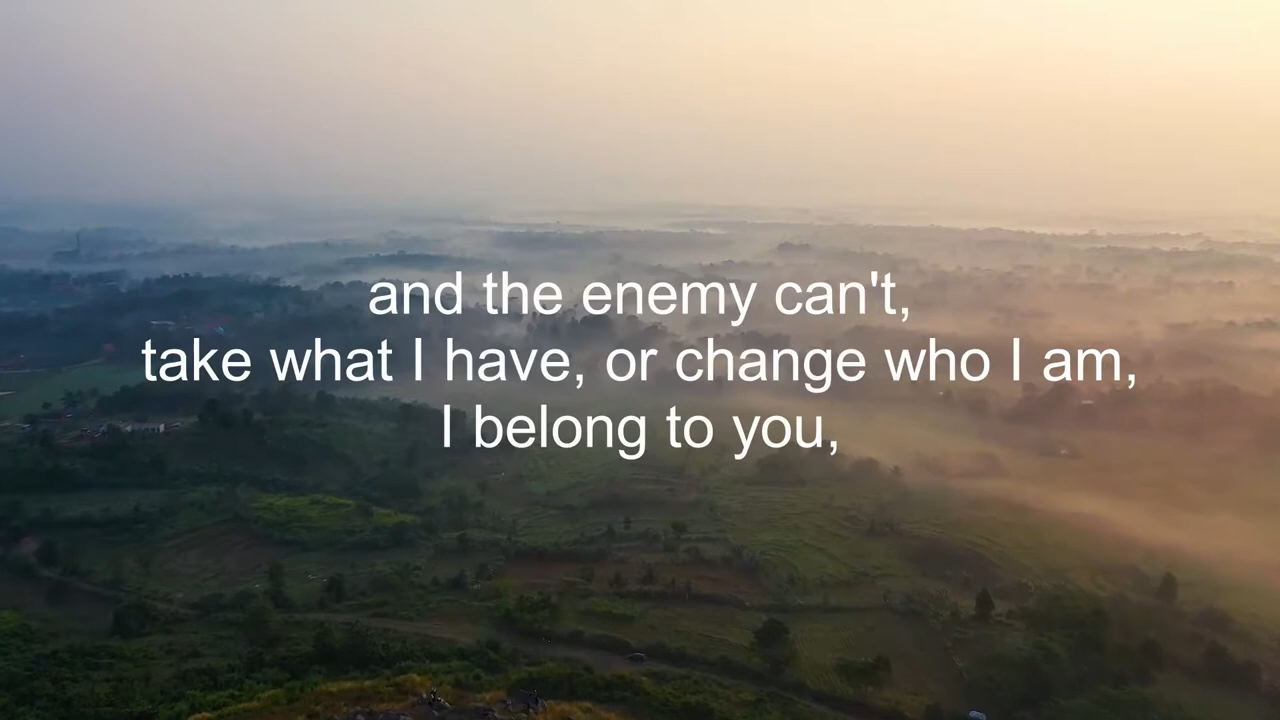 and the enemy can't,
take what I have, or change who I am,
I belong to you,